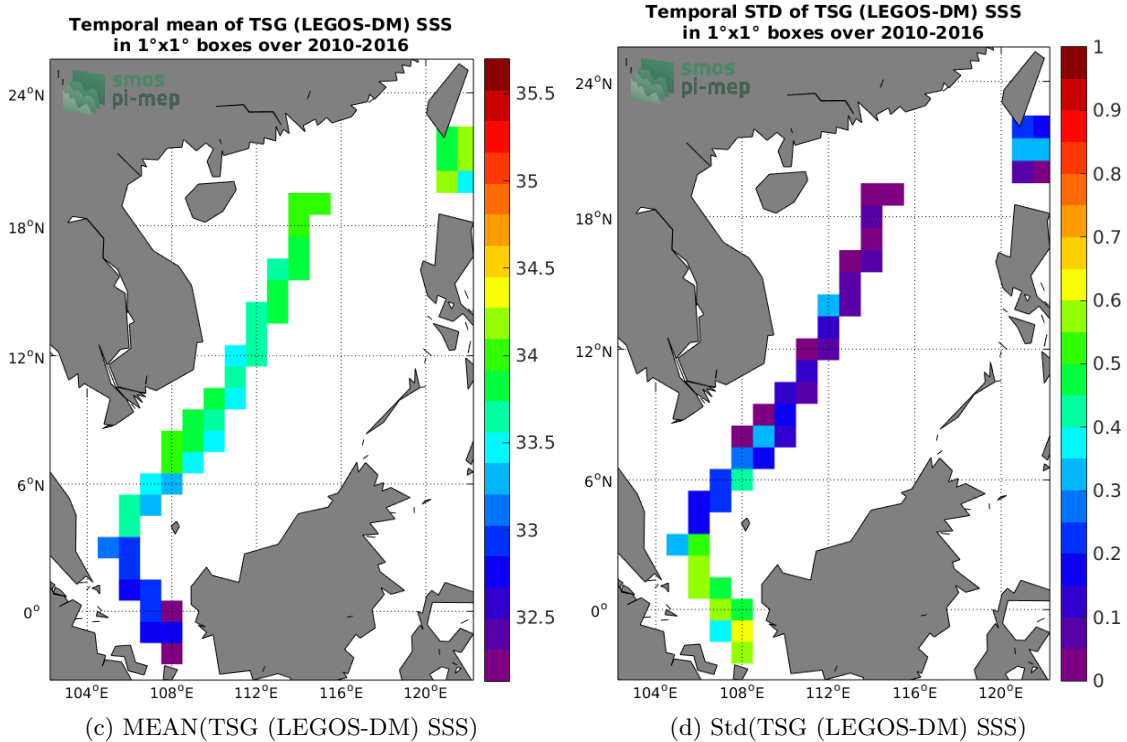 Temporal mean of TSG (LEGOS-DM) SSS
in 1°x1° boxes over 2010-2016
smos
pi-mep
24°N
18°N
12°N
6°N
0°
104°E
108°E
112°E
116°E
120°E
35.5
35
34.5
34
33.5
33
32.5
(c) MEAN(TSG (LEGOS-DM) SSS)
Temporal STD of TSG (LEGOS-DM) SSS
in 1°x1° boxes over 2010-2016
smos
pi-mep
24°N
18°N
12°N
6°N
0°
104°E
108°E
112°E
116°E
120°E
1
0.9
0.8
0.7
0.6
0.5
0.4
0.3
0.2
0.1
0
(d) Std(TSG (LEGOS-DM) SSS)